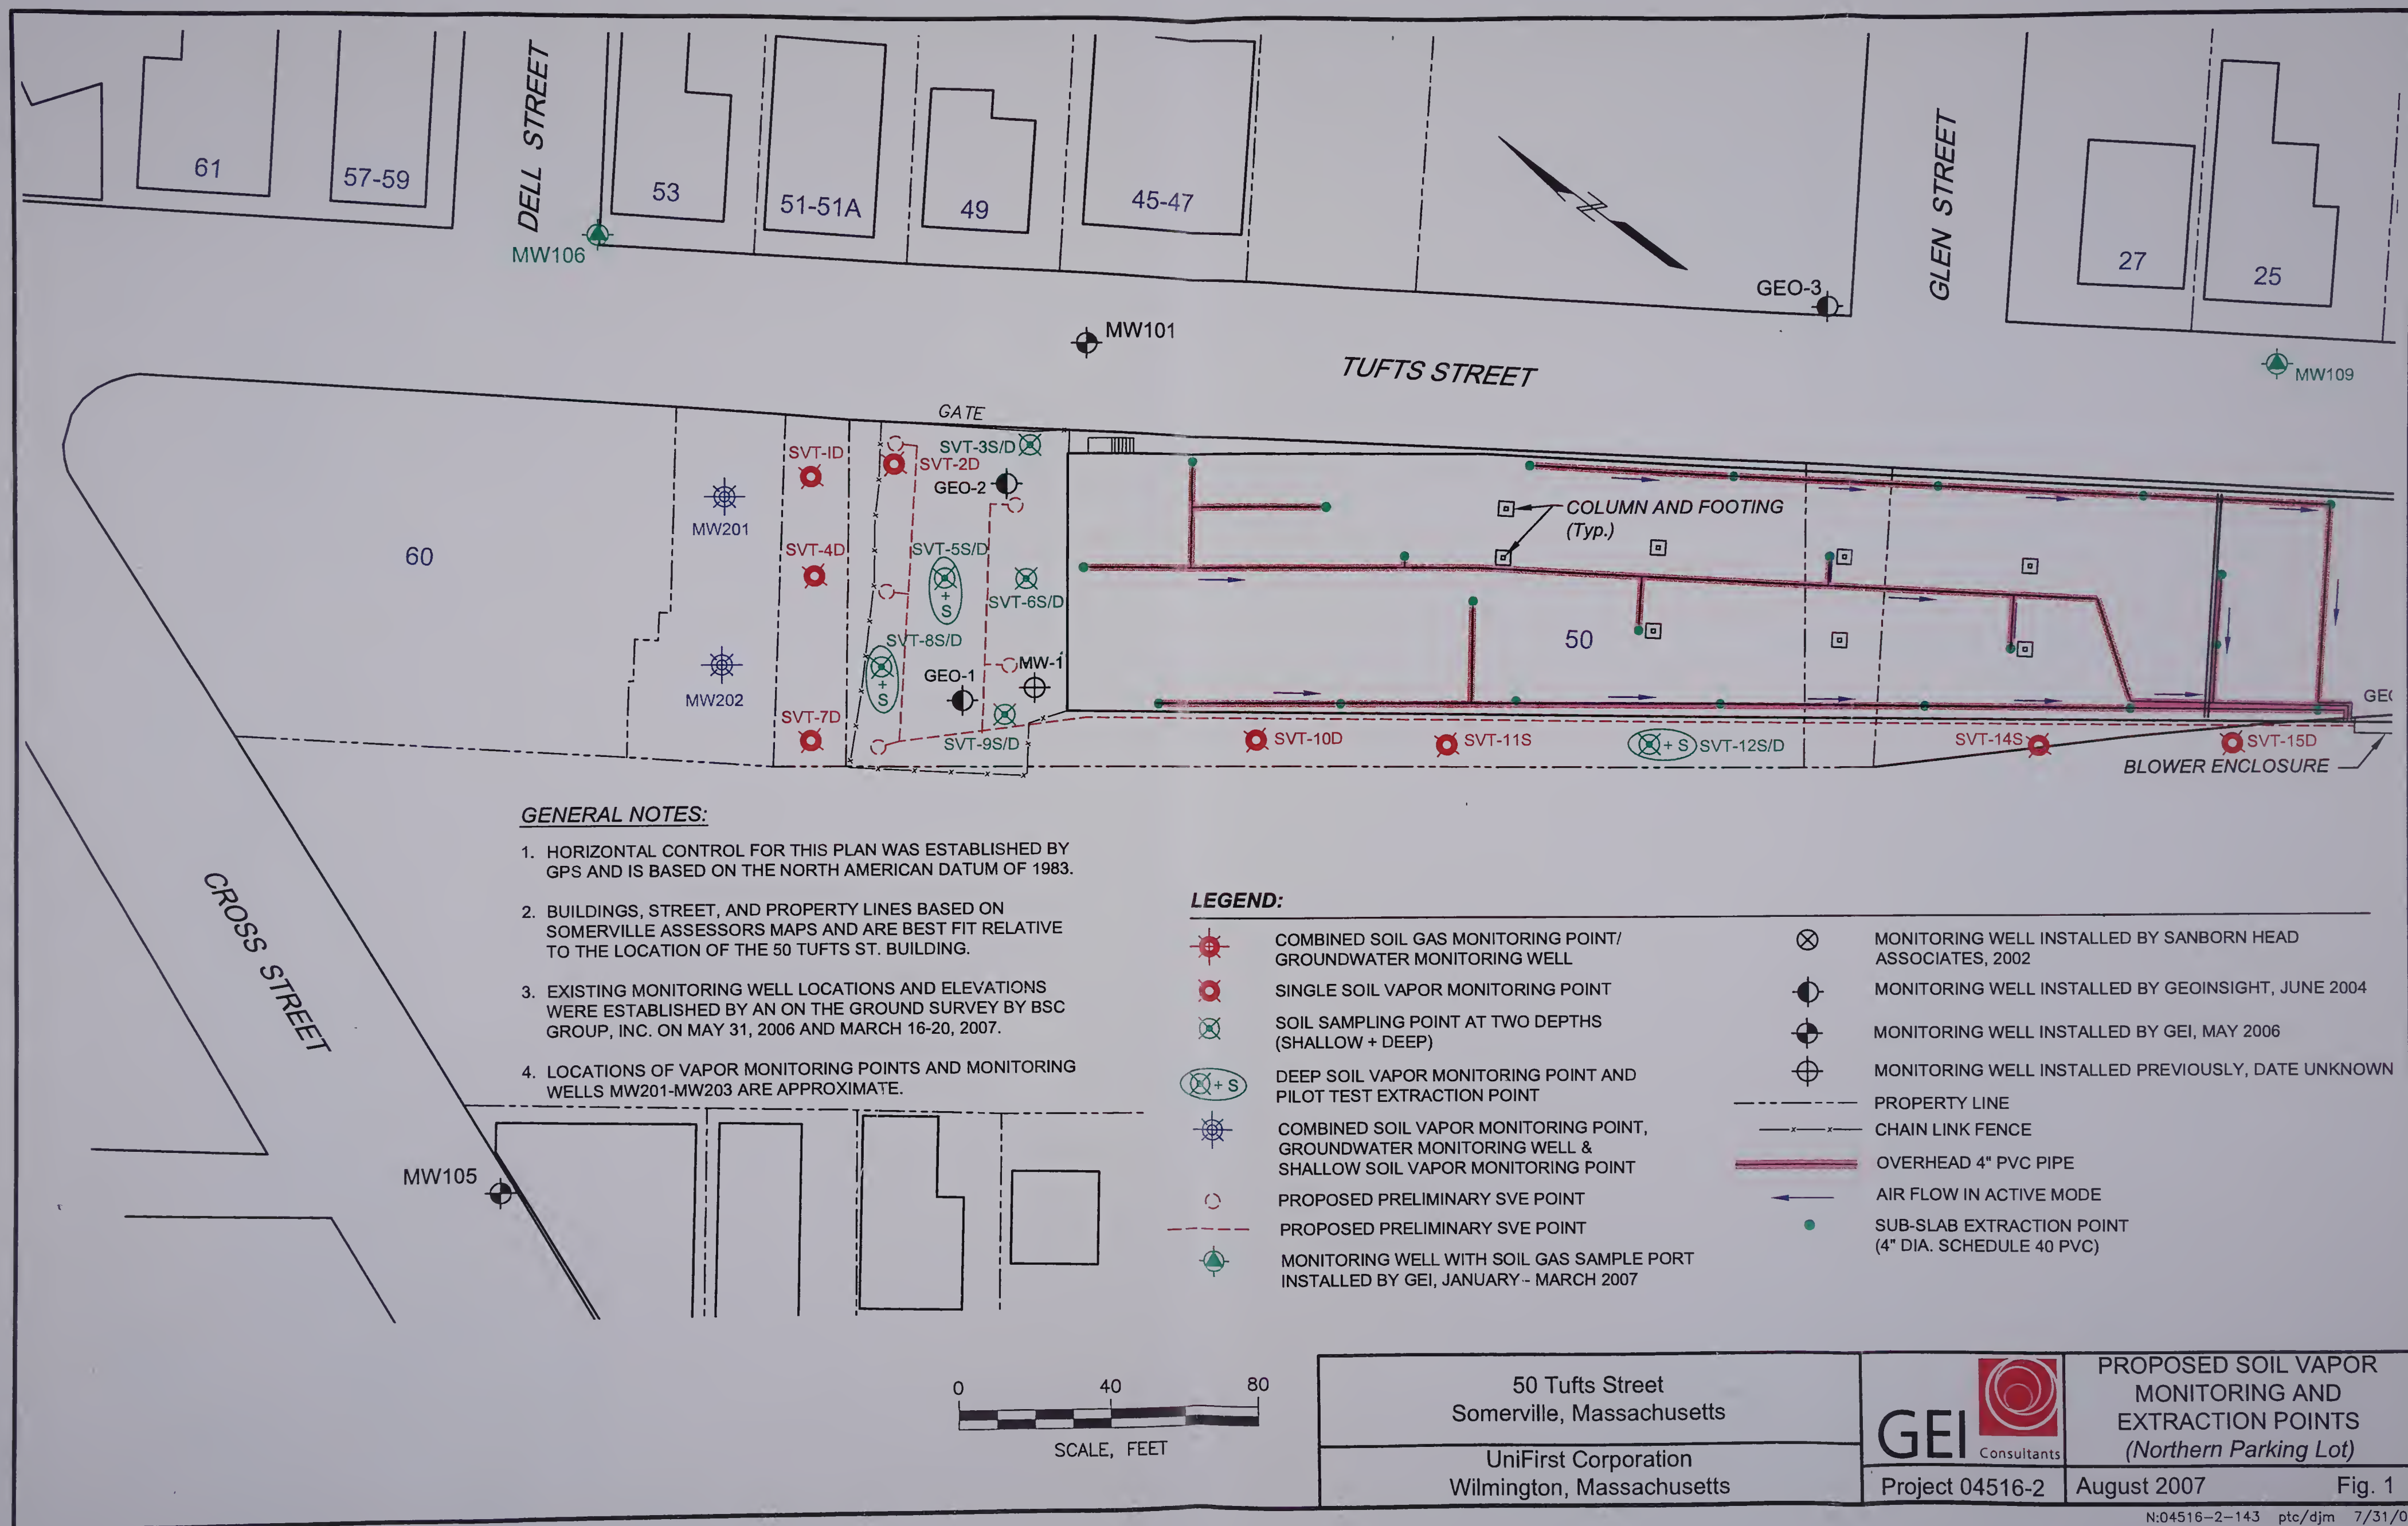 61
57-59
DELL STREET
53
51-51A
49
45-47
GLEN STREET
27
25
MW106
GEO-3
MW101
TUFTS STREET
MW109
GATE
SVT-3S/D
SVT-ID
SVT-2D
GEO-2
MW201
COLUMN AND FOOTING
(Typ.)
60
SVT-4D
SVT-5S/D
+
S
SVT-6S/D
50
SVT-8S/D
+
S
MW-1
GEO-1
MW202
SVT-7D
SVT-9S/D
SVT-10D
SVT-11S
+ S
SVT-12S/D
SVT-14S
SVT-15D
BLOWER ENCLOSURE
CROSS STREET
MW105
GENERAL NOTES:
1. HORIZONTAL CONTROL FOR THIS PLAN WAS ESTABLISHED BY
GPS AND IS BASED ON THE NORTH AMERICAN DATUM OF 1983.
2. BUILDINGS, STREET, AND PROPERTY LINES BASED ON
SOMERVILLE ASSESSORS MAPS AND ARE BEST FIT RELATIVE
TO THE LOCATION OF THE 50 TUFTS ST. BUILDING.
3. EXISTING MONITORING WELL LOCATIONS AND ELEVATIONS
WERE ESTABLISHED BY AN ON THE GROUND SURVEY BY BSC
GROUP, INC. ON MAY 31, 2006 AND MARCH 16-20, 2007.
4. LOCATIONS OF VAPOR MONITORING POINTS AND MONITORING
WELLS MW201-MW203 ARE APPROXIMATE.
LEGEND:
COMBINED SOIL GAS MONITORING POINT/
GROUNDWATER MONITORING WELL
SINGLE SOIL VAPOR MONITORING POINT
SOIL SAMPLING POINT AT TWO DEPTHS
(SHALLOW + DEEP)
+ S
DEEP SOIL VAPOR MONITORING POINT AND
PILOT TEST EXTRACTION POINT
COMBINED SOIL VAPOR MONITORING POINT,
GROUNDWATER MONITORING WELL &
SHALLOW SOIL VAPOR MONITORING POINT
PROPOSED PRELIMINARY SVE POINT
PROPOSED PRELIMINARY SVE POINT
MONITORING WELL WITH SOIL GAS SAMPLE PORT
INSTALLED BY GEI, JANUARY - MARCH 2007
MONITORING WELL INSTALLED BY SANBORN HEAD
ASSOCIATES, 2002
MONITORING WELL INSTALLED BY GEOINSIGHT, JUNE 2004
MONITORING WELL INSTALLED BY GEI, MAY 2006
MONITORING WELL INSTALLED PREVIOUSLY, DATE UNKNOWN
PROPERTY LINE
CHAIN LINK FENCE
OVERHEAD 4" PVC PIPE
AIR FLOW IN ACTIVE MODE
SUB-SLAB EXTRACTION POINT
(4" DIA. SCHEDULE 40 PVC)
0 40 80
SCALE, FEET
50 Tufts Street
Somerville, Massachusetts
UniFirst Corporation
Wilmington, Massachusetts
GEI Consultants
Project 04516-2
PROPOSED SOIL VAPOR
MONITORING AND
EXTRACTION POINTS
(Northern Parking Lot)
August 2007 Fig. 1
N:04516-2-143 ptc/djm 7/31/0